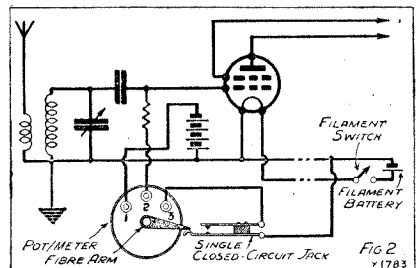 FILAMENT
SWITCH
FILAMENT
BATTERY
1
2
3
POT/METER
FIBRE ARM
SINGLE
CLOSED-CIRCUIT JACK
FIG 2
Y1783